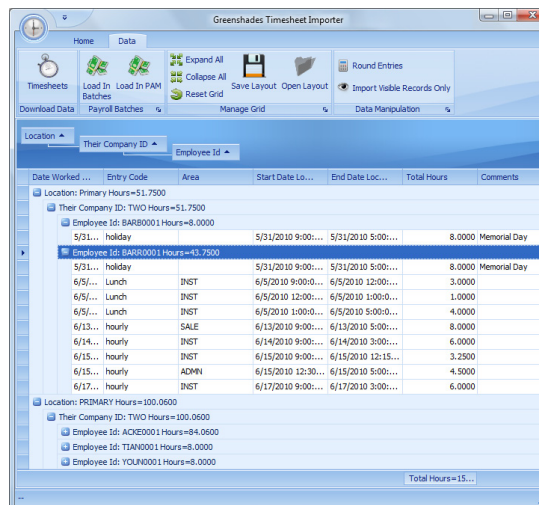 Greenshades Timesheet Importer
Home Data
Timesheets
Load In Batches
Load In PAM
Expand All
Collapse All
Reset Grid
Save Layout
Open Layout
Round Entries
Import Visible Records Only
Download Data Payroll Batches Manage Grid Data Manipulation
Location
Their Company ID
Employee Id
Date Worked ... Entry Code Area Start Date Lo... End Date Loc... Total Hours Comments
Location: Primary Hours=51.7500
Their Company ID: TWO Hours=51.7500
Employee Id: BARB0001 Hours=8.0000
5/31... holiday 5/31/2010 9:00:... 5/31/2010 5:00:... 8.0000 Memorial Day
Employee Id: BARR0001 Hours=43.7500
5/31... holiday 5/31/2010 9:00:... 5/31/2010 5:00:... 8.0000 Memorial Day
6/5/... Lunch INST 6/5/2010 9:00:0... 6/5/2010 12:00:... 3.0000
6/5/... Lunch INST 6/5/2010 12:00:... 6/5/2010 1:00:0... 1.0000
6/5/... Lunch INST 6/5/2010 1:00:0... 6/5/2010 5:00:0... 4.0000
6/13... hourly SALE 6/13/2010 9:00:... 6/13/2010 5:00:... 8.0000
6/14... hourly INST 6/14/2010 9:00:... 6/14/2010 3:00:... 6.0000
6/15... hourly INST 6/15/2010 9:00:... 6/15/2010 12:15... 3.2500
6/15... hourly ADMN 6/15/2010 12:30... 6/15/2010 5:00:... 4.5000
6/17... hourly INST 6/17/2010 9:00:... 6/17/2010 3:00:... 6.0000
Location: PRIMARY Hours=100.0600
Their Company ID: TWO Hours=100.0600
Employee Id: ACKE0001 Hours=84.0600
Employee Id: TIAN0001 Hours=8.0000
Employee Id: YOUN0001 Hours=8.0000
Total Hours=15...
--